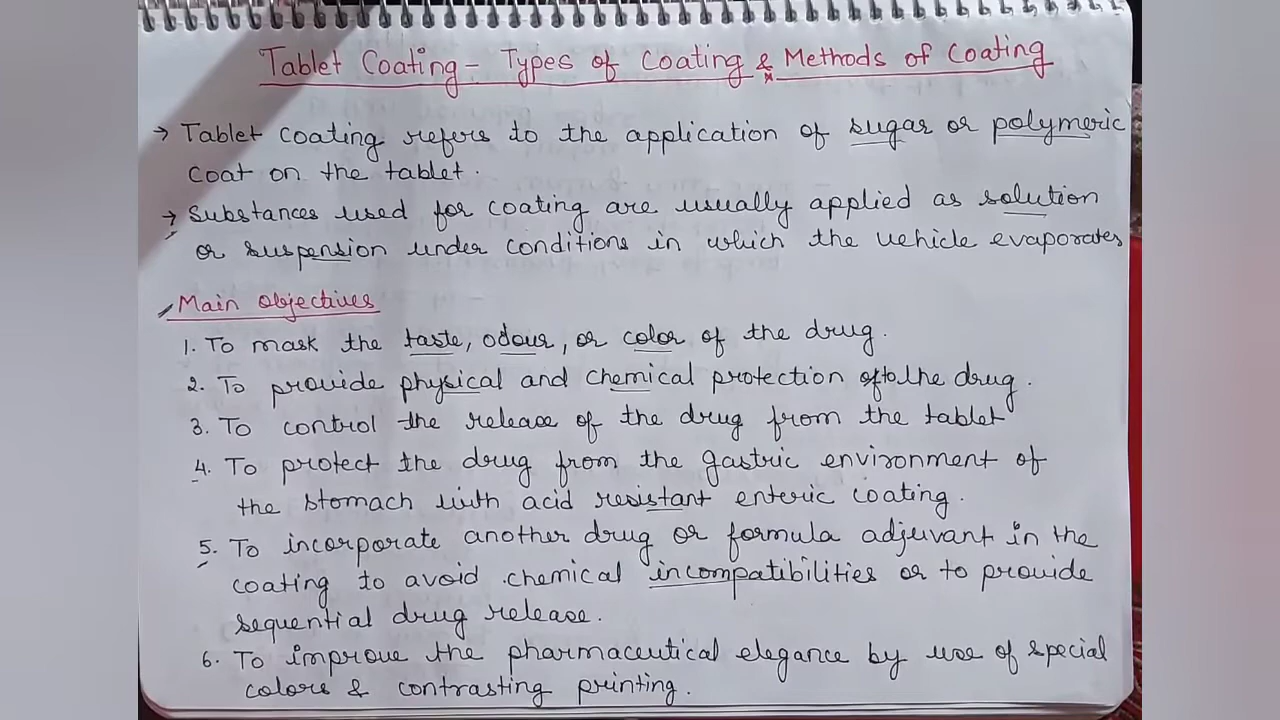 Tablet Coating - Types of Coating & Methods of Coating
→ Tablet coating refers to the application of sugar or polymeric
coat on the tablet.
→ Substances used for coating are usually applied as solution
or suspension under conditions in which the vehicle evaporates
Main objectives
1. To mask the taste, odour, or color of the drug.
2. To provide physical and chemical protection to the drug.
3. To control the release of the drug from the tablet
4. To protect the drug from the gastric environment of
the stomach with acid resistant enteric coating.
5. To incorporate another drug or formula adjuvant in the
coating to avoid chemical incompatibilities or to provide
sequential drug release.
6. To improve the pharmaceutical elegance by use of special
colors & contrasting printing.